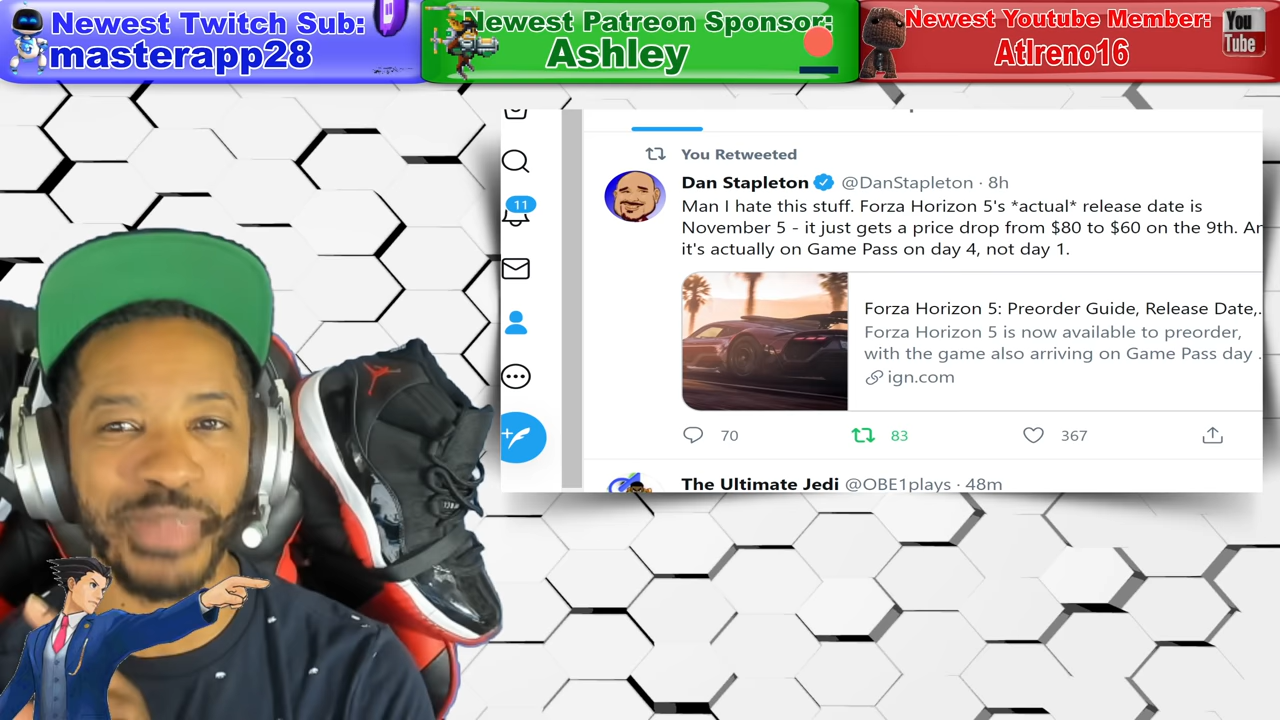 Newest Twitch Sub:
masterapp28
Newest Patreon Sponsor:
Ashley
Newest Youtube Member:
Atlreno16
You
Tube
You Retweeted
Dan Stapleton @DanStapleton · 8h
Man I hate this stuff. Forza Horizon 5's *actual* release date is
November 5 - it just gets a price drop from $80 to $60 on the 9th. An
it's actually on Game Pass on day 4, not day 1.
Forza Horizon 5: Preorder Guide, Release Date,.
Forza Horizon 5 is now available to preorder,
with the game also arriving on Game Pass day .
ign.com
11
70
83
367
The Ultimate Jedi @OBE1plays · 48m